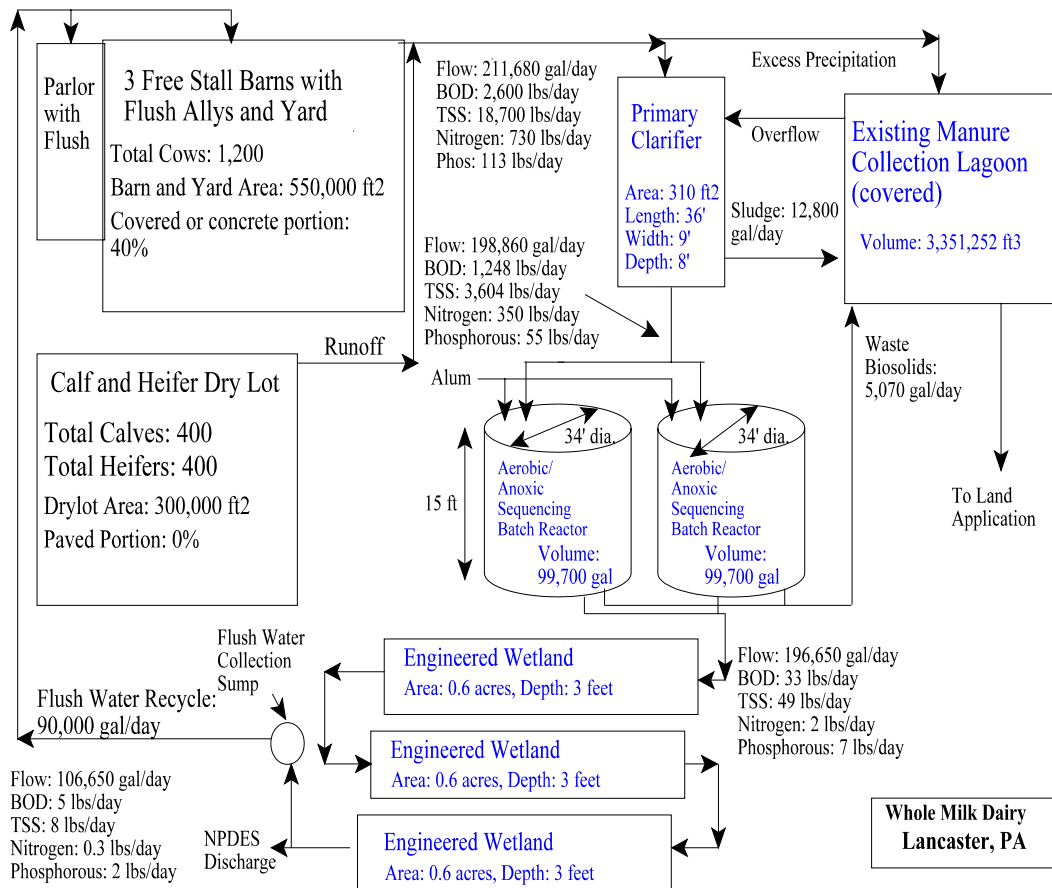 Parlor
with
Flush
3 Free Stall Barns with
Flush Allys and Yard
Total Cows: 1,200
Barn and Yard Area: 550,000 ft2
Covered or concrete portion:
40%
Flow: 211,680 gal/day
BOD: 2,600 lbs/day
TSS: 18,700 lbs/day
Nitrogen: 730 lbs/day
Phos: 113 lbs/day
Primary
Clarifier
Area: 310 ft2
Length: 36'
Width: 9'
Depth: 8'
Excess Precipitation
Overflow
Sludge: 12,800
gal/day
Existing Manure
Collection Lagoon
(covered)
Volume: 3,351,252 ft3
Flow: 198,860 gal/day
BOD: 1,248 lbs/day
TSS: 3,604 lbs/day
Nitrogen: 350 lbs/day
Phosphorous: 55 lbs/day
Runoff
Calf and Heifer Dry Lot
Total Calves: 400
Total Heifers: 400
Drylot Area: 300,000 ft2
Paved Portion: 0%
Alum
Waste
Biosolids:
5,070 gal/day
To Land
Application
15 ft
34' dia.
Aerobic/
Anoxic
Sequencing
Batch Reactor
Volume:
99,700 gal
34' dia.
Aerobic/
Anoxic
Sequencing
Batch Reactor
Volume:
99,700 gal
Flush Water
Collection
Sump
Flush Water Recycle:
90,000 gal/day
Engineered Wetland
Area: 0.6 acres, Depth: 3 feet
Flow: 196,650 gal/day
BOD: 33 lbs/day
TSS: 49 lbs/day
Nitrogen: 2 lbs/day
Phosphorous: 7 lbs/day
Engineered Wetland
Area: 0.6 acres, Depth: 3 feet
Flow: 106,650 gal/day
BOD: 5 lbs/day
TSS: 8 lbs/day
Nitrogen: 0.3 lbs/day
Phosphorous: 2 lbs/day
NPDES
Discharge
Engineered Wetland
Area: 0.6 acres, Depth: 3 feet
Whole Milk Dairy
Lancaster, PA